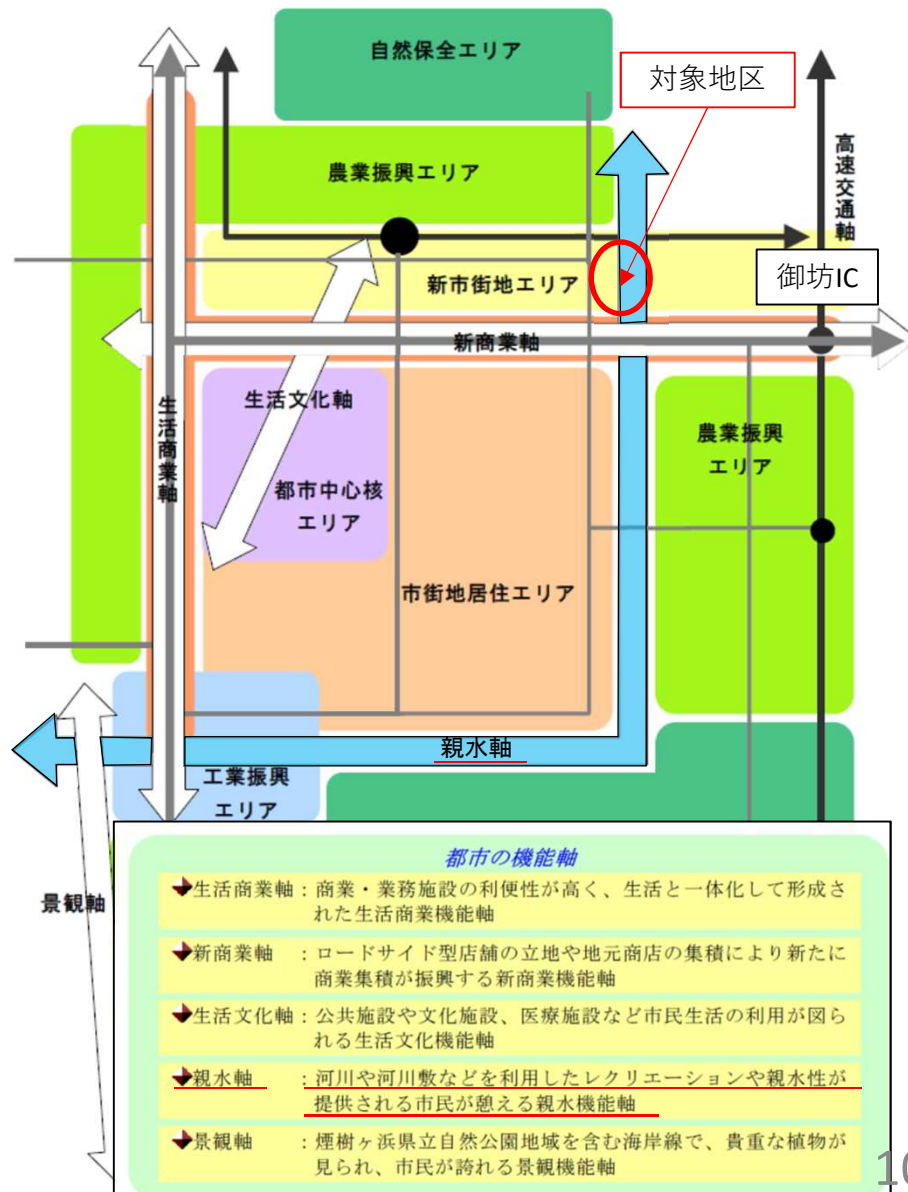 自然保全エリア
対象地区
農業振興エリア
高速交通軸
御坊IC
新市街地エリア
新商業軸
生活文化軸
生活商業軸
農業振興
エリア
都市中心核
エリア
市街地居住エリア
親水軸
工業振興
エリア
景観軸
都市の機能軸
生活商業軸：商業・業務施設の利便性が高く、生活と一体化して形成さ
れた生活商業機能軸
新商業軸　：ロードサイド型店舗の立地や地元商店の集積により新たに
商業集積が振興する新商業機能軸
生活文化軸：公共施設や文化施設、医療施設など市民生活の利用が図ら
れる生活文化機能軸
親水軸　　：河川や河川敷などを利用したレクリエーションや親水性が
提供される市民が憩える親水機能軸
景観軸　　：煙樹ヶ浜県立自然公園地域を含む海岸線で、貴重な植物が
見られ、市民が誇れる景観機能軸
10